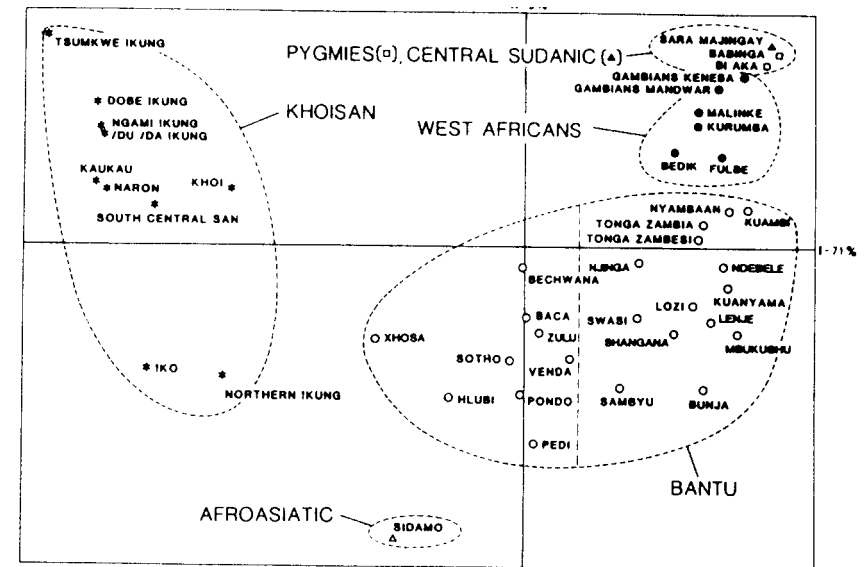 TSUMKWE IKUNG
SARA MAJINGAY
BABINGA
BI AKA
PYGMIES(□), CENTRAL SUDANIC (▲)
GAMBIANS KENEBA
GAMBIANS MANDWAR
DOBE IKUNG
KHOISAN
NGAMI IKUNG
/DU /DA IKUNG
MALINKE
KURUMBA
WEST AFRICANS
BEDIK
FULBE
KAUKAU
NARON
KHOI
SOUTH CENTRAL SAN
NYAMBAAN
KUAMBI
TONGA ZAMBIA
TONGA ZAMBESI
I-71%
BECHWANA
NJINGA
NDEBELE
KUANYAMA
LOZI
LENJE
BACA
SWASI
ZULU
SHANGANA
MBUKUSHU
XHOSA
SOTHO
VENDA
IKO
NORTHERN IKUNG
HLUBI
PONDO
SAMBYU
BUNJA
PEDI
BANTU
AFROASIATIC
SIDAMO